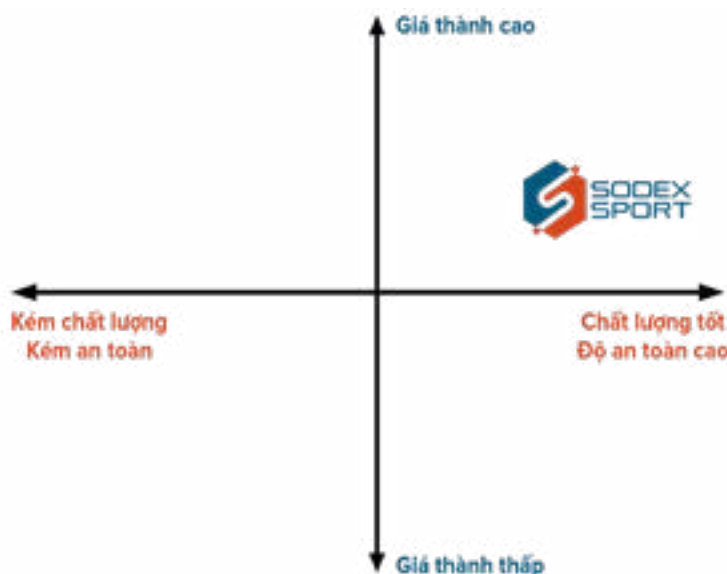 Giá thành cao
SODEX
SPORT
Kém chất lượng
Kém an toàn
Chất lượng tốt
Độ an toàn cao
Giá thành thấp